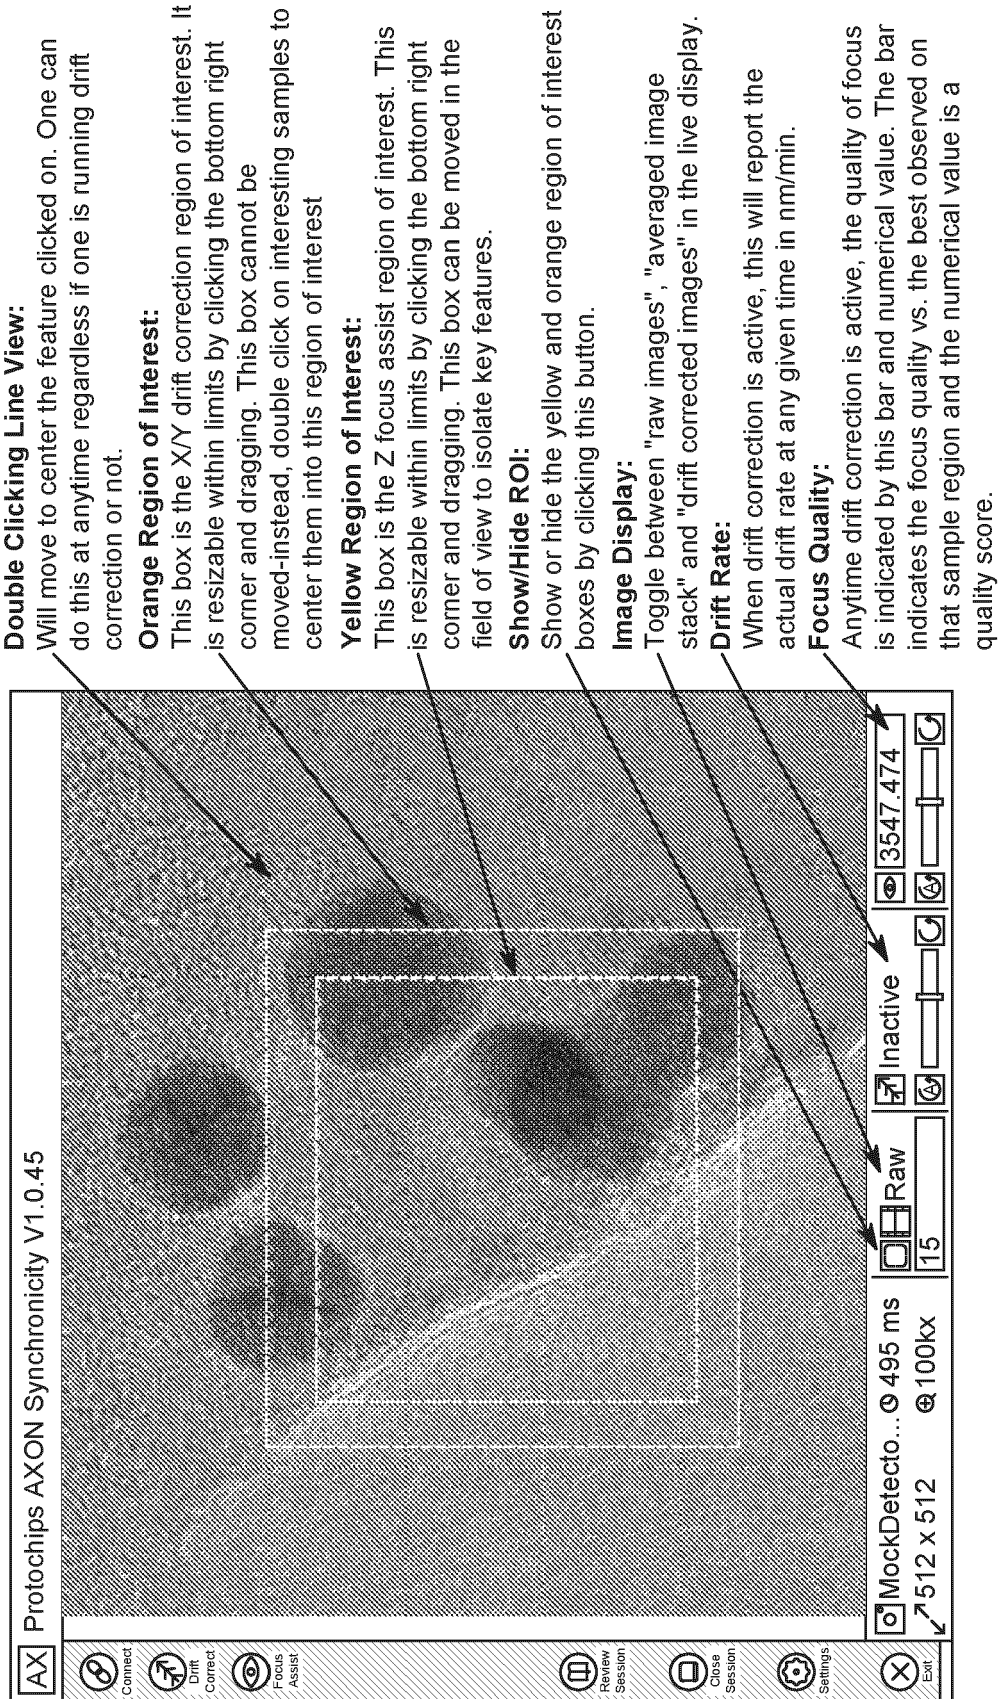 AX Protochips AXON Synchronicity V1.0.45
Connect
Drift
Correct
Focus
Assist
Review
Session
Close
Session
Settings
Exit
MockDetecto... 495 ms
512 x 512 100kx
Raw
15
Inactive
A
3547.474
A
Double Clicking Line View:
Will move to center the feature clicked on. One can
do this at anytime regardless if one is running drift
correction or not.
Orange Region of Interest:
This box is the X/Y drift correction region of interest. It
is resizable within limits by clicking the bottom right
corner and dragging. This box cannot be
moved-instead, double click on interesting samples to
center them into this region of interest
Yellow Region of Interest:
This box is the Z focus assist region of interest. This
is resizable within limits by clicking the bottom right
corner and dragging. This box can be moved in the
field of view to isolate key features.
Show/Hide ROI:
Show or hide the yellow and orange region of interest
boxes by clicking this button.
Image Display:
Toggle between "raw images", "averaged image
stack" and "drift corrected images" in the live display.
Drift Rate:
When drift correction is active, this will report the
actual drift rate at any given time in nm/min.
Focus Quality:
Anytime drift correction is active, the quality of focus
is indicated by this bar and numerical value. The bar
indicates the focus quality vs. the best observed on
that sample region and the numerical value is a
quality score.